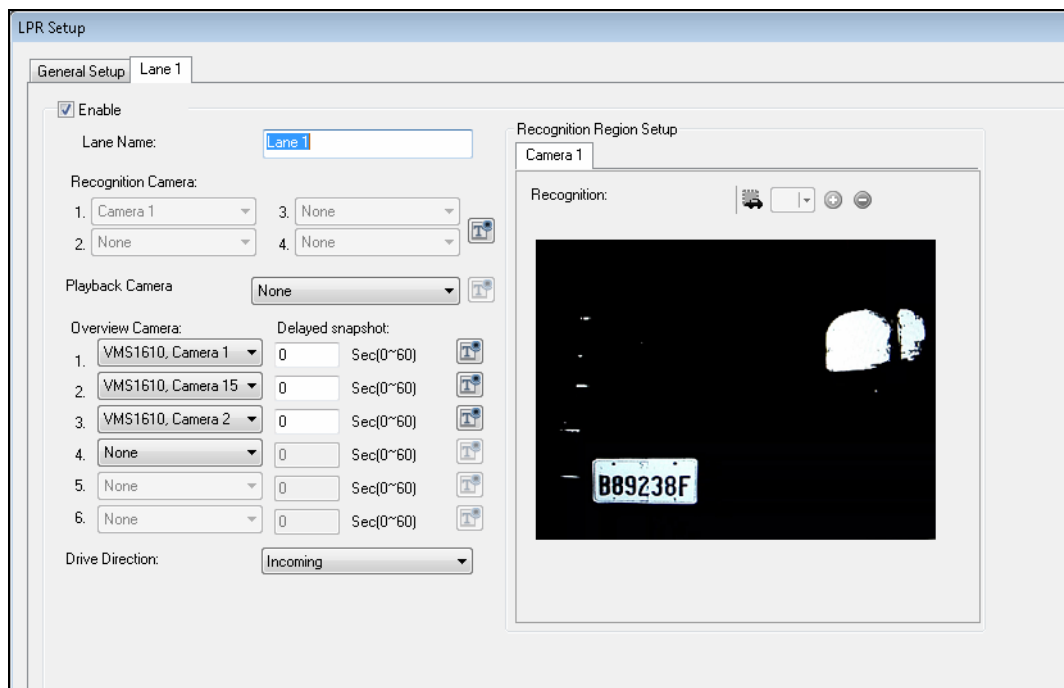 LPR Setup
General Setup
Lane 1
Enable
Lane Name:
Lane 1
Recognition Camera:
1. Camera 1
3. None
2. None
4. None
Playback Camera
None
Overview Camera:
Delayed snapshot:
1. VMS1610, Camera 1 0 Sec(0~60)
2. VMS1610, Camera 15 0 Sec(0~60)
3. VMS1610, Camera 2 0 Sec(0~60)
4. None 0 Sec(0~60)
5. None 0 Sec(0~60)
6. None 0 Sec(0~60)
Drive Direction:
Incoming
Recognition Region Setup
Camera 1
Recognition:
B89238F